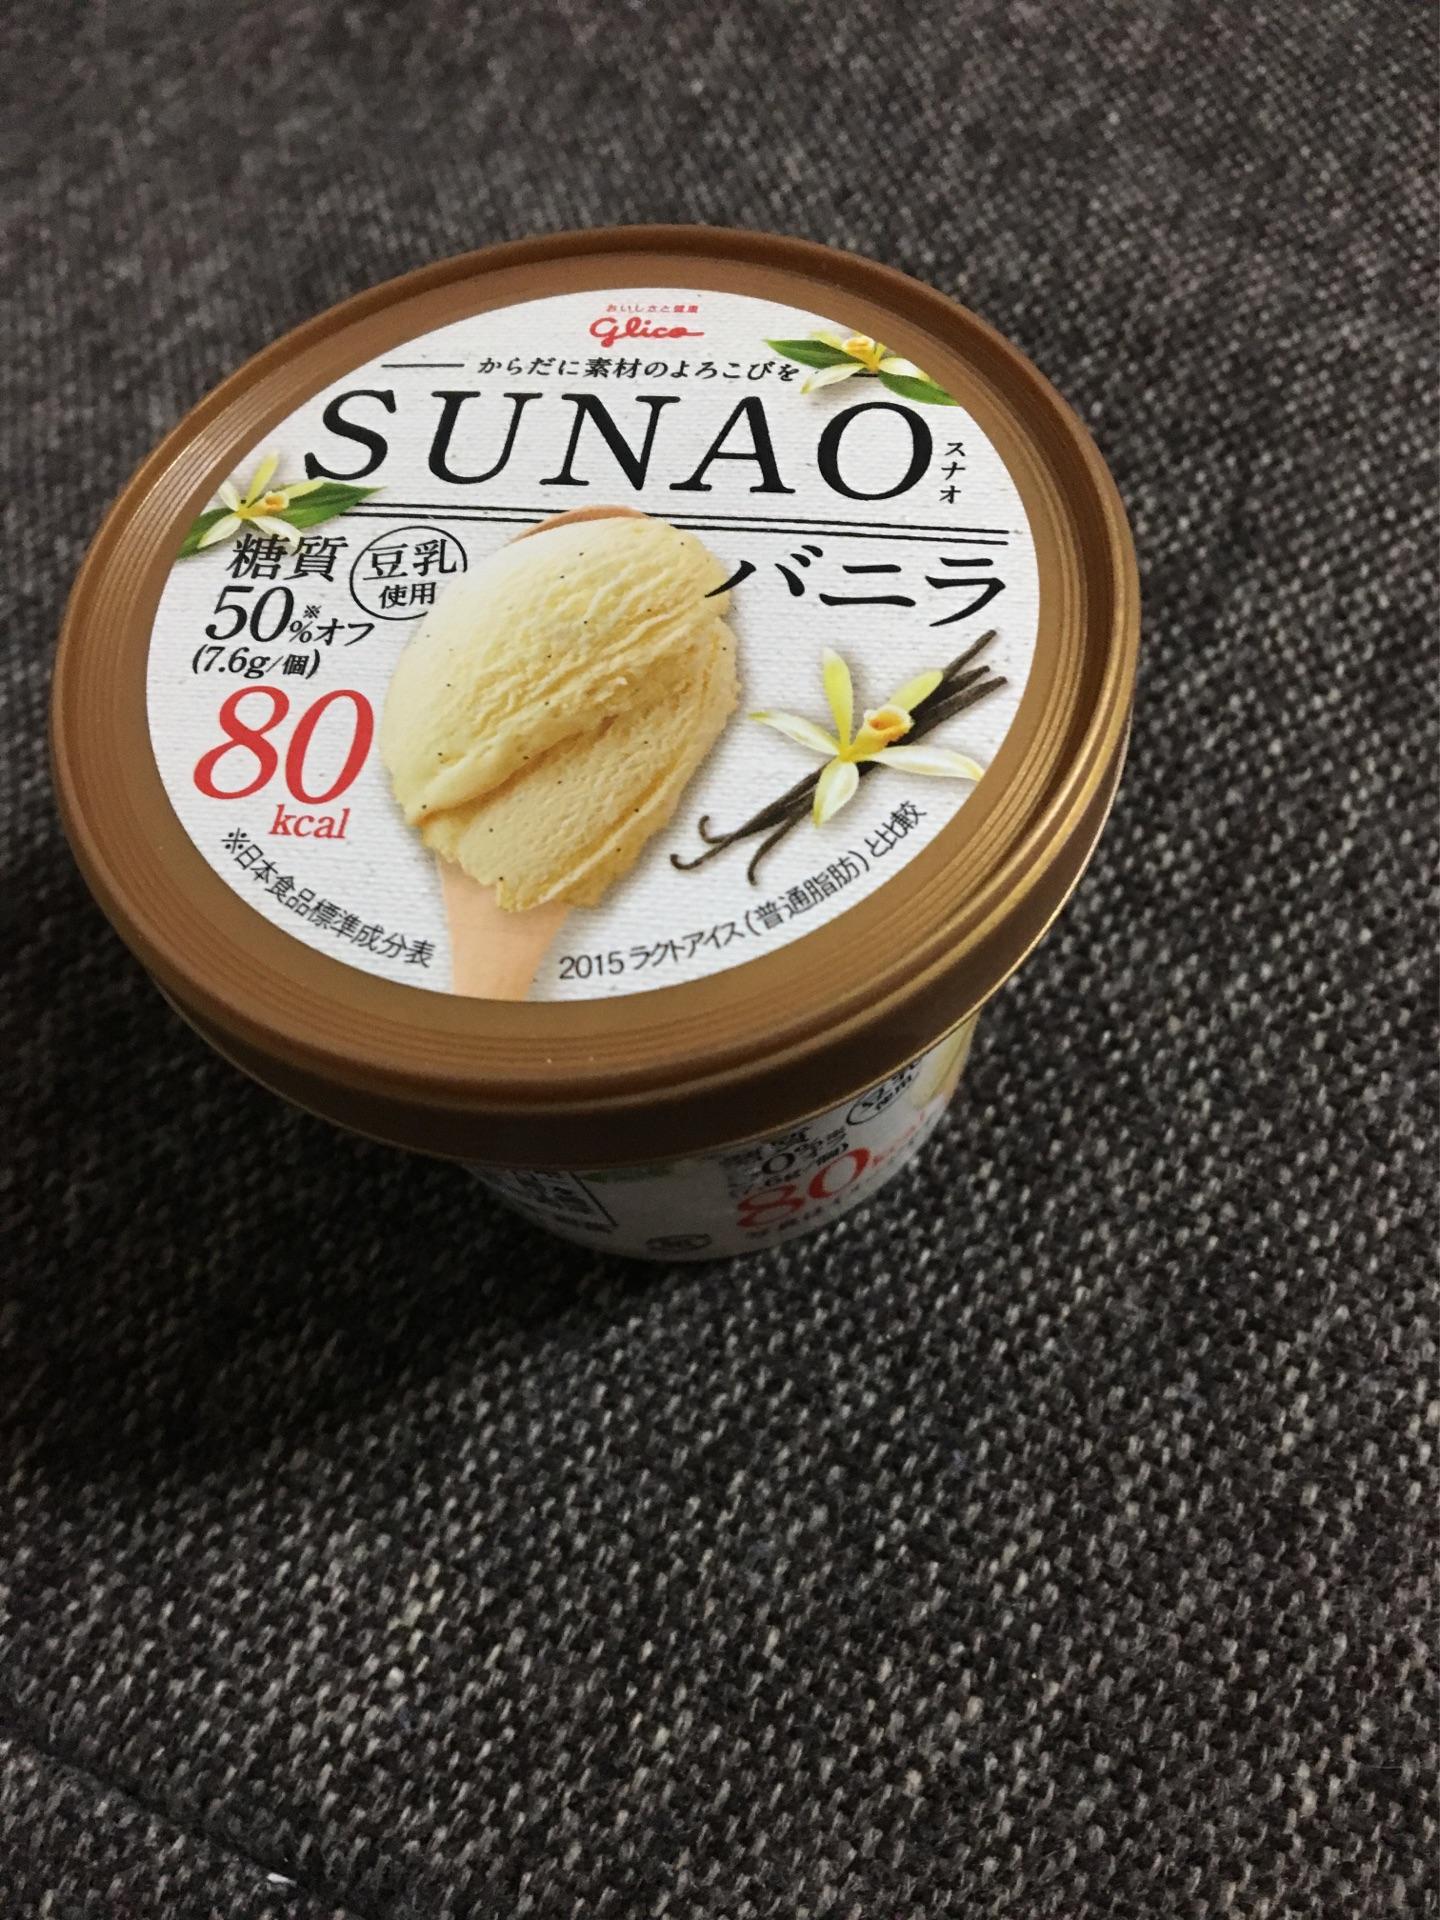 おいしさと健康
glico
からだに素材のよろこびを
SUNAO
スナオ
バニラ
糖質
50%※オフ
(7.6g/個)
豆乳
使用
80
kcal
※日本食品標準成分表
2015 ラクトアイス(普通脂肪)と比較
80kcal